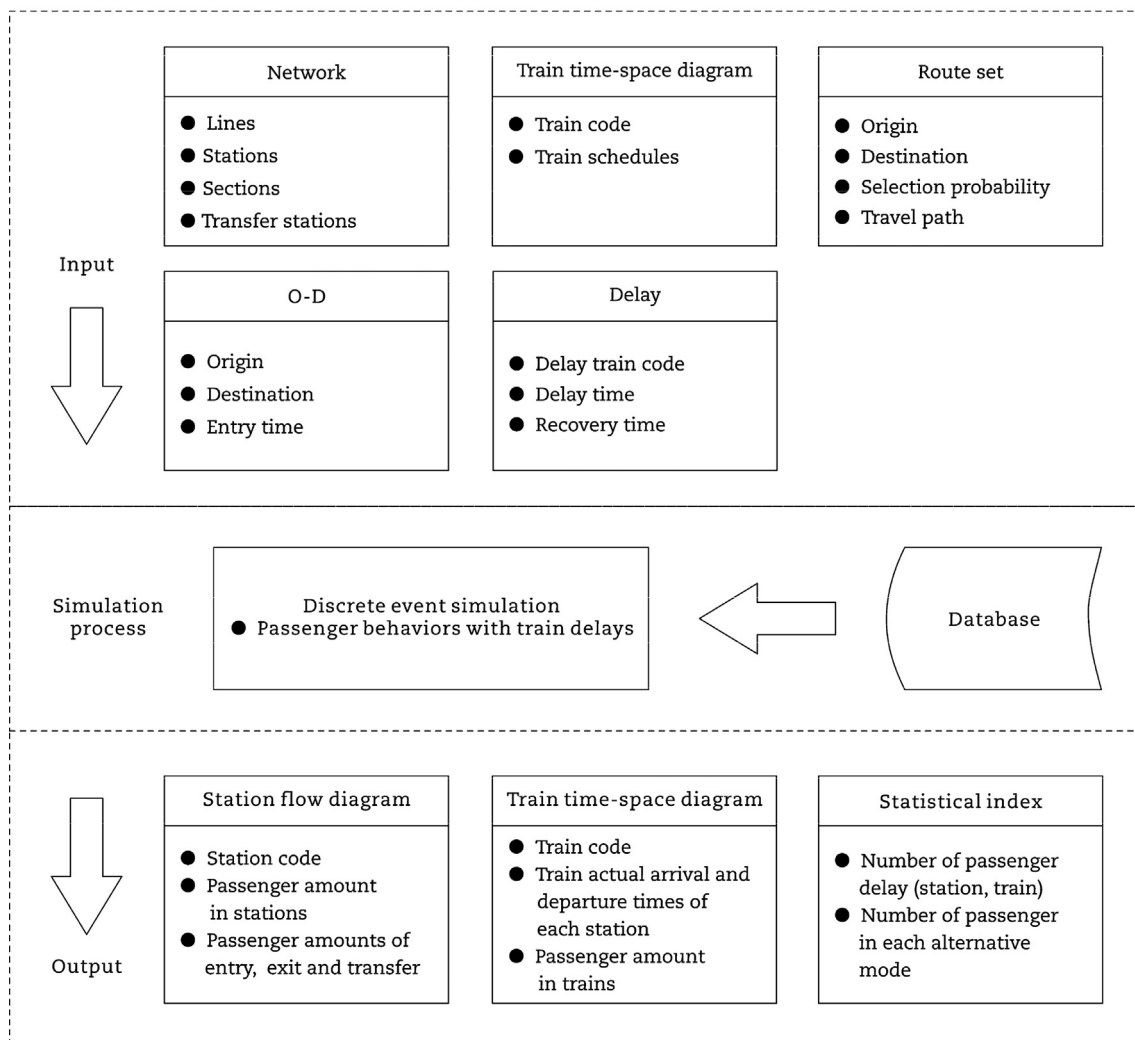 Network
● Lines
● Stations
● Sections
● Transfer stations
Train time-space diagram
● Train code
● Train schedules
Route set
● Origin
● Destination
● Selection probability
● Travel path
Input
O-D
● Origin
● Destination
● Entry time
Delay
● Delay train code
● Delay time
● Recovery time
Simulation
process
Discrete event simulation
● Passenger behaviors with train delays
Database
Station flow diagram
● Station code
● Passenger amount
in stations
● Passenger amounts of
entry, exit and transfer
Train time-space diagram
● Train code
● Train actual arrival and
departure times of
each station
● Passenger amount
in trains
Statistical index
● Number of passenger
delay (station, train)
● Number of passenger
in each alternative
mode
Output